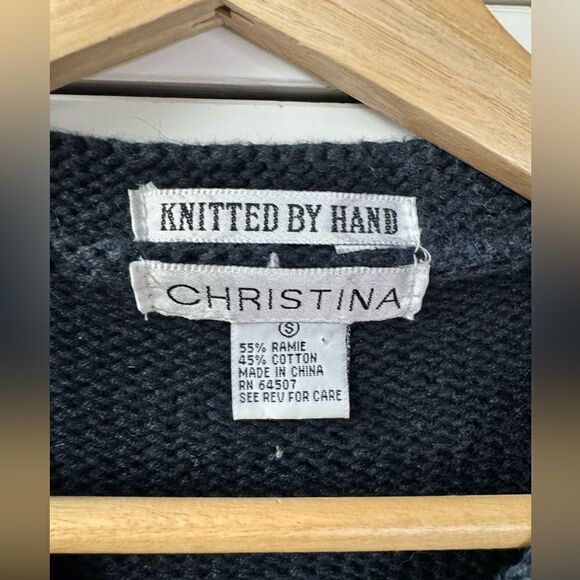 KNITTED BY HAND
CHRISTINA
S
55% RAMIE
45% COTTON
MADE IN CHINA
RN 64507
SEE REV FOR CARE